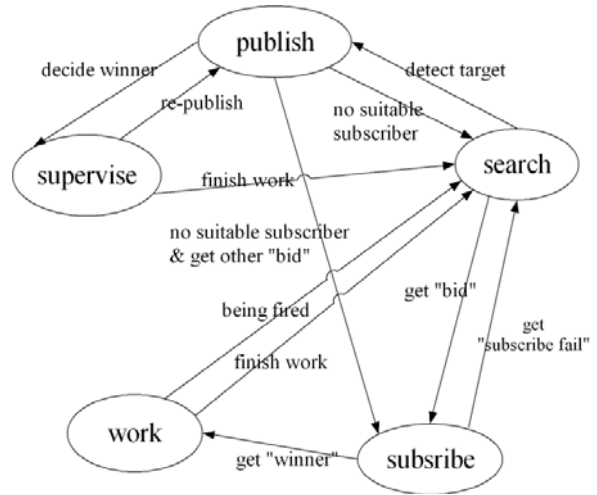 publish
decide winner
detect target
re-publish
no suitable
subscriber
supervise
search
finish work
no suitable subscriber
& get other "bid"
get "bid"
being fired
get
"subscribe fail"
finish work
work
get "winner"
subsribe